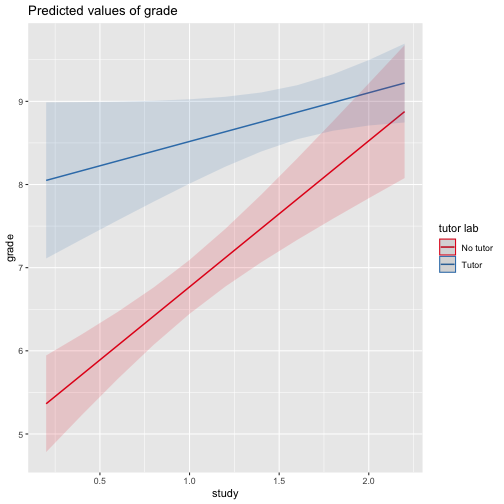 Predicted values of grade
9
8
7
6
5
grade
0.5 1.0 1.5 2.0
study
tutor lab
No tutor
Tutor